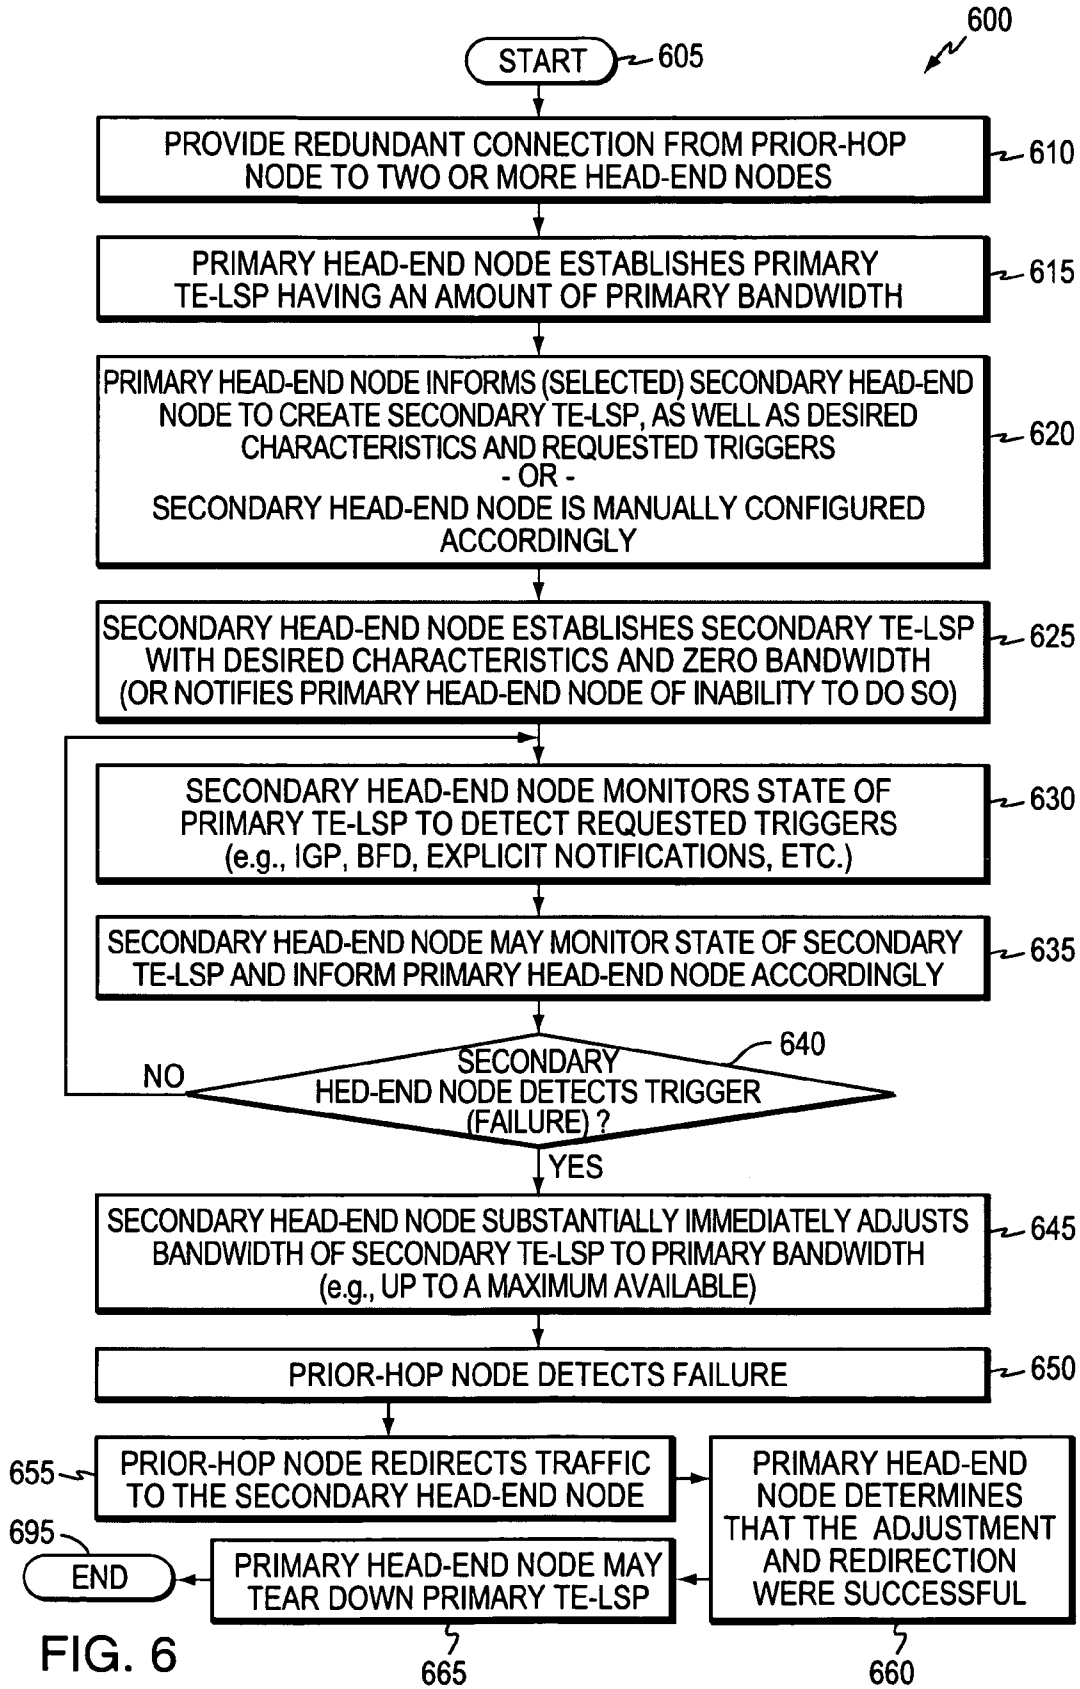 600
START
605
PROVIDE REDUNDANT CONNECTION FROM PRIOR-HOP
NODE TO TWO OR MORE HEAD-END NODES
610
PRIMARY HEAD-END NODE ESTABLISHES PRIMARY
TE-LSP HAVING AN AMOUNT OF PRIMARY BANDWIDTH
615
PRIMARY HEAD-END NODE INFORMS (SELECTED) SECONDARY HEAD-END
NODE TO CREATE SECONDARY TE-LSP, AS WELL AS DESIRED
CHARACTERISTICS AND REQUESTED TRIGGERS
- OR -
SECONDARY HEAD-END NODE IS MANUALLY CONFIGURED
ACCORDINGLY
620
SECONDARY HEAD-END NODE ESTABLISHES SECONDARY TE-LSP
WITH DESIRED CHARACTERISTICS AND ZERO BANDWIDTH
(OR NOTIFIES PRIMARY HEAD-END NODE OF INABILITY TO DO SO)
625
SECONDARY HEAD-END NODE MONITORS STATE OF
PRIMARY TE-LSP TO DETECT REQUESTED TRIGGERS
(e.g., IGP, BFD, EXPLICIT NOTIFICATIONS, ETC.)
630
SECONDARY HEAD-END NODE MAY MONITOR STATE OF SECONDARY
TE-LSP AND INFORM PRIMARY HEAD-END NODE ACCORDINGLY
635
SECONDARY
HED-END NODE DETECTS TRIGGER
(FAILURE) ?
640
NO
YES
SECONDARY HEAD-END NODE SUBSTANTIALLY IMMEDIATELY ADJUSTS
BANDWIDTH OF SECONDARY TE-LSP TO PRIMARY BANDWIDTH
(e.g., UP TO A MAXIMUM AVAILABLE)
645
PRIOR-HOP NODE DETECTS FAILURE
650
655
PRIOR-HOP NODE REDIRECTS TRAFFIC
TO THE SECONDARY HEAD-END NODE
PRIMARY HEAD-END
NODE DETERMINES
THAT THE ADJUSTMENT
AND REDIRECTION
WERE SUCCESSFUL
660
PRIMARY HEAD-END NODE MAY
TEAR DOWN PRIMARY TE-LSP
665
695
END
FIG. 6